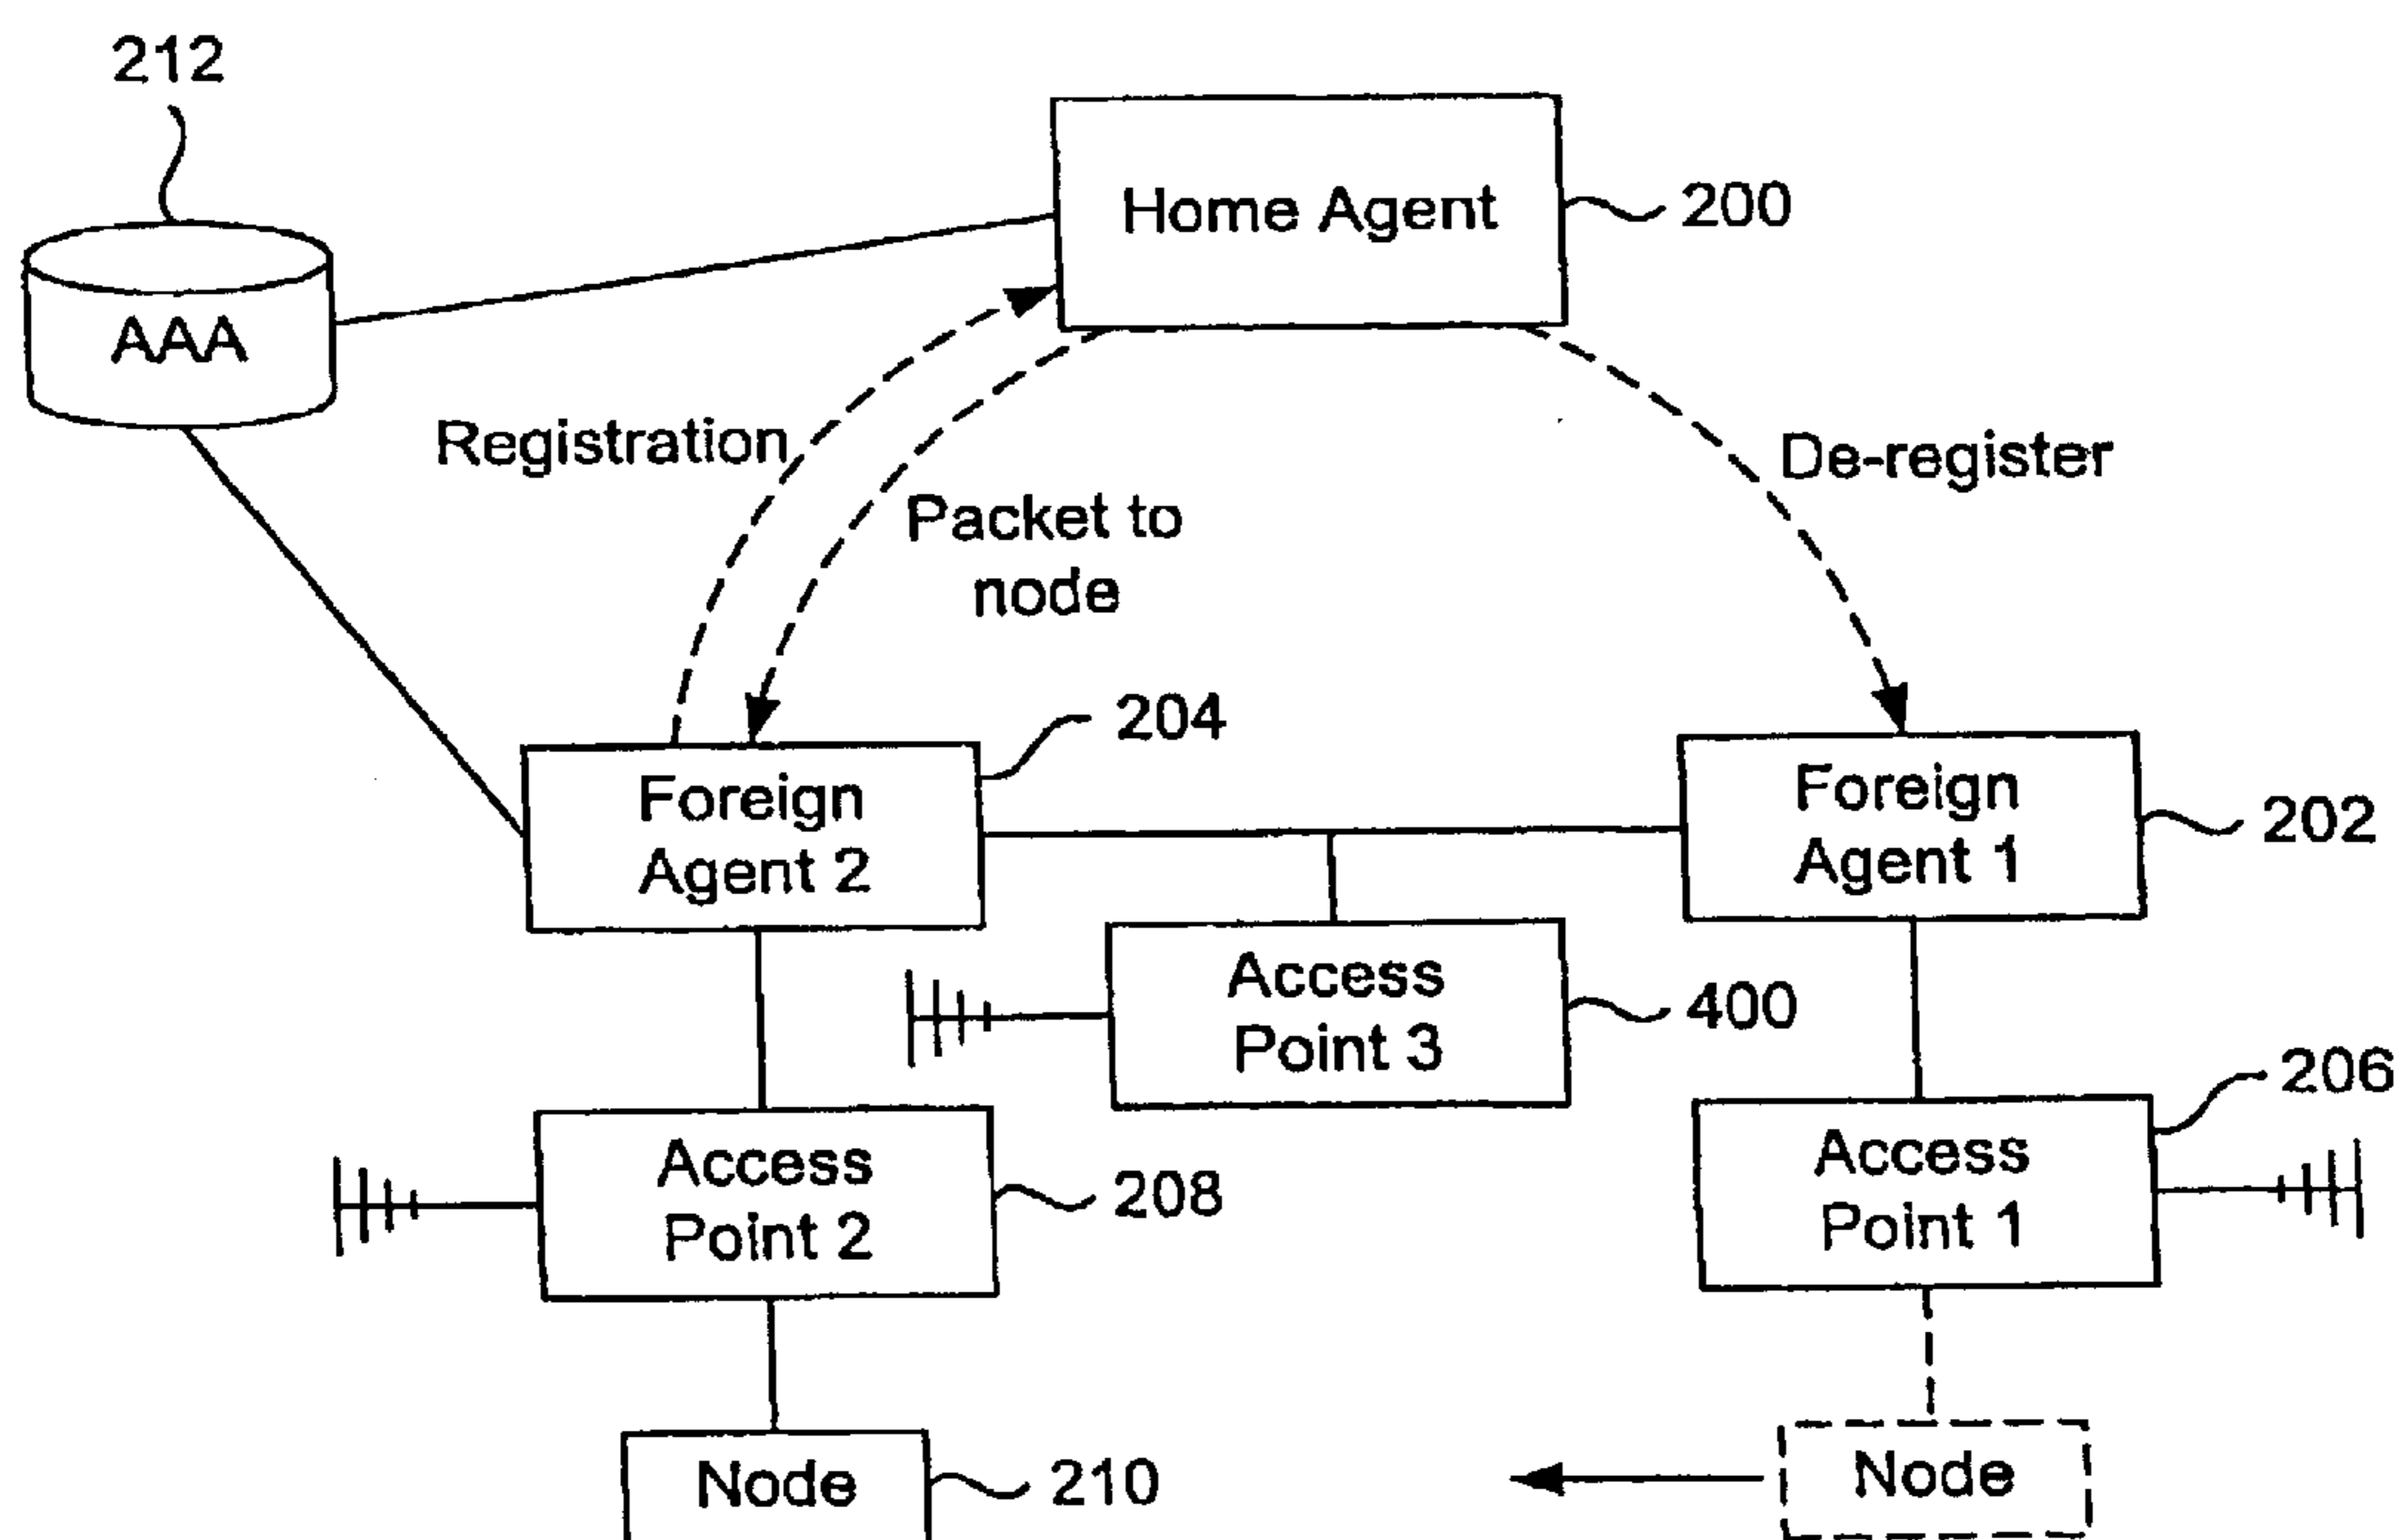 212
Home Agent
200
AAA
Registration
De-register
Packet to
node
204
Foreign
Agent 2
Foreign
Agent 1
202
Access
Point 3
400
206
Access
Point 2
208
Access
Point 1
Node
210
Node